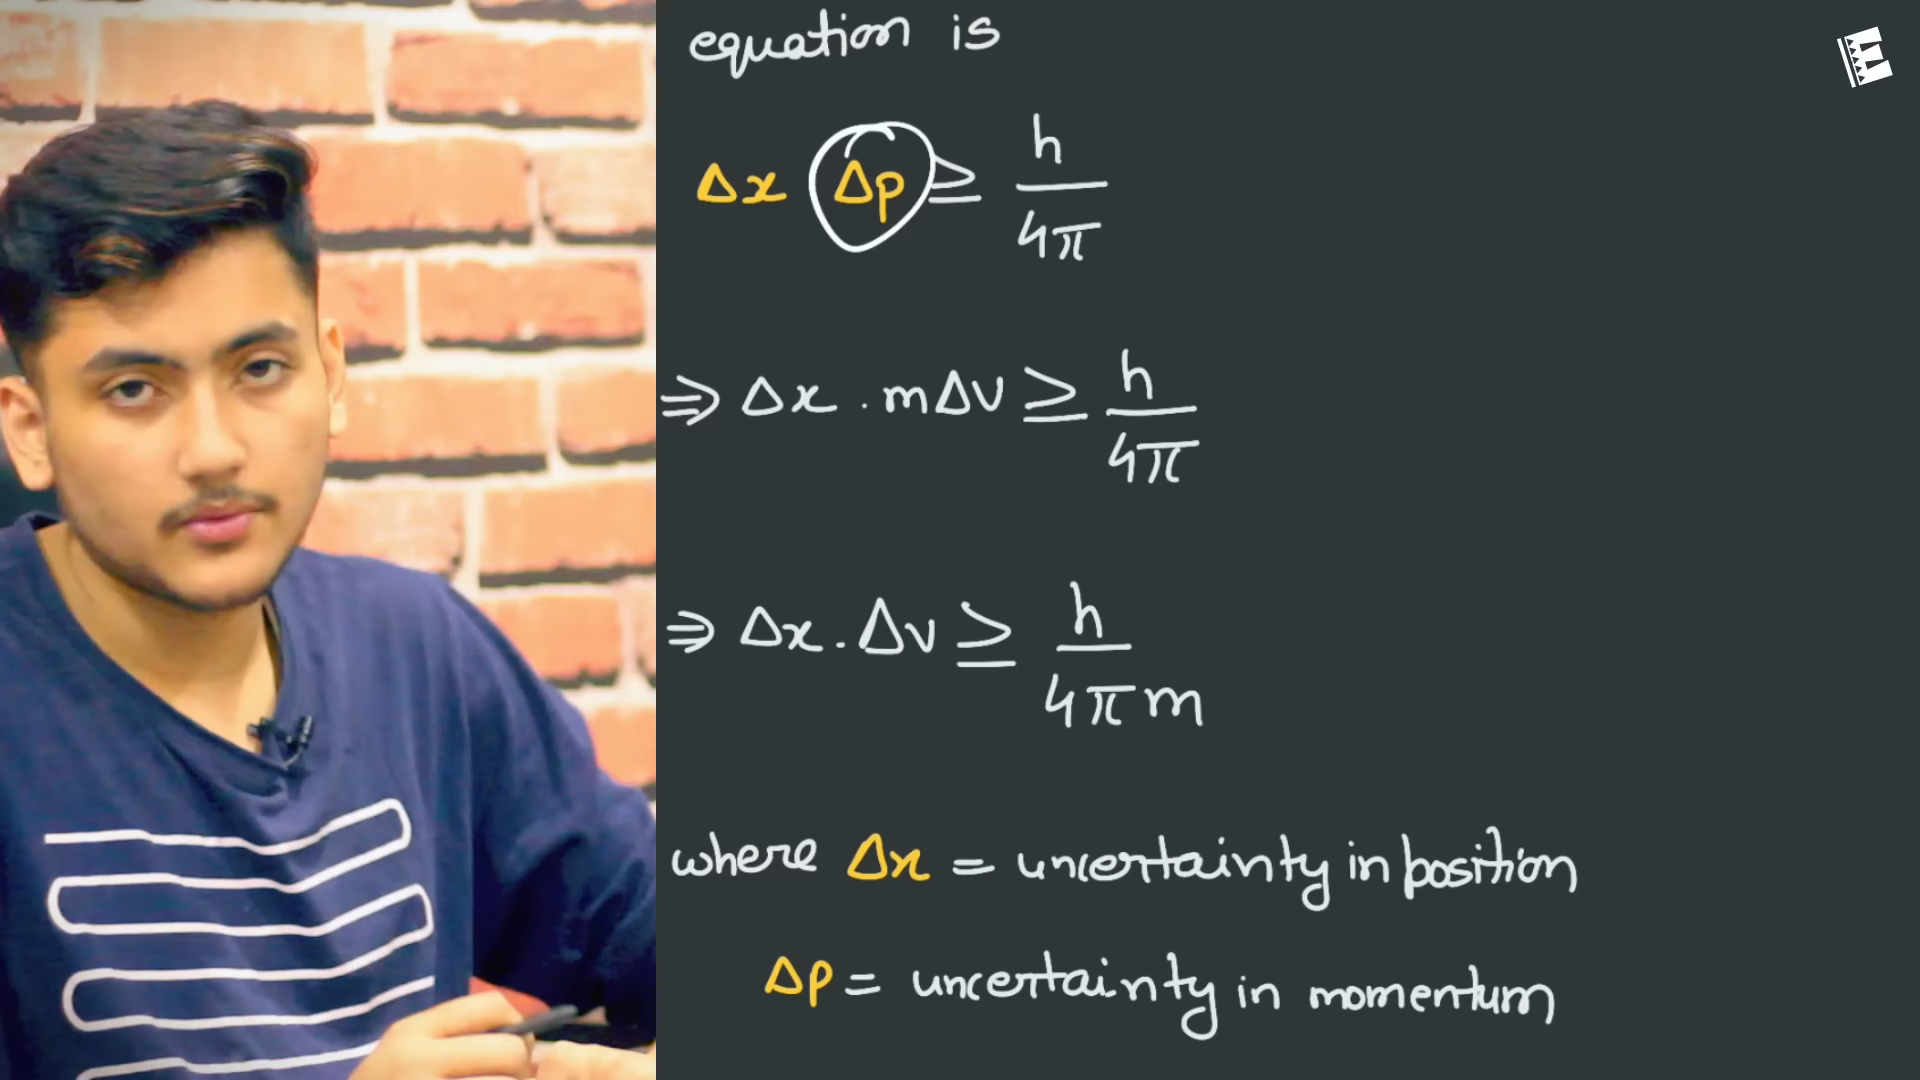 equation is
Δx Δp ≥ h/4π
⇒ Δx . mΔv ≥ h/4π
⇒ Δx . Δv ≥ h/4πm
where Δx = uncertainty in position
Δp = uncertainty in momentum
E